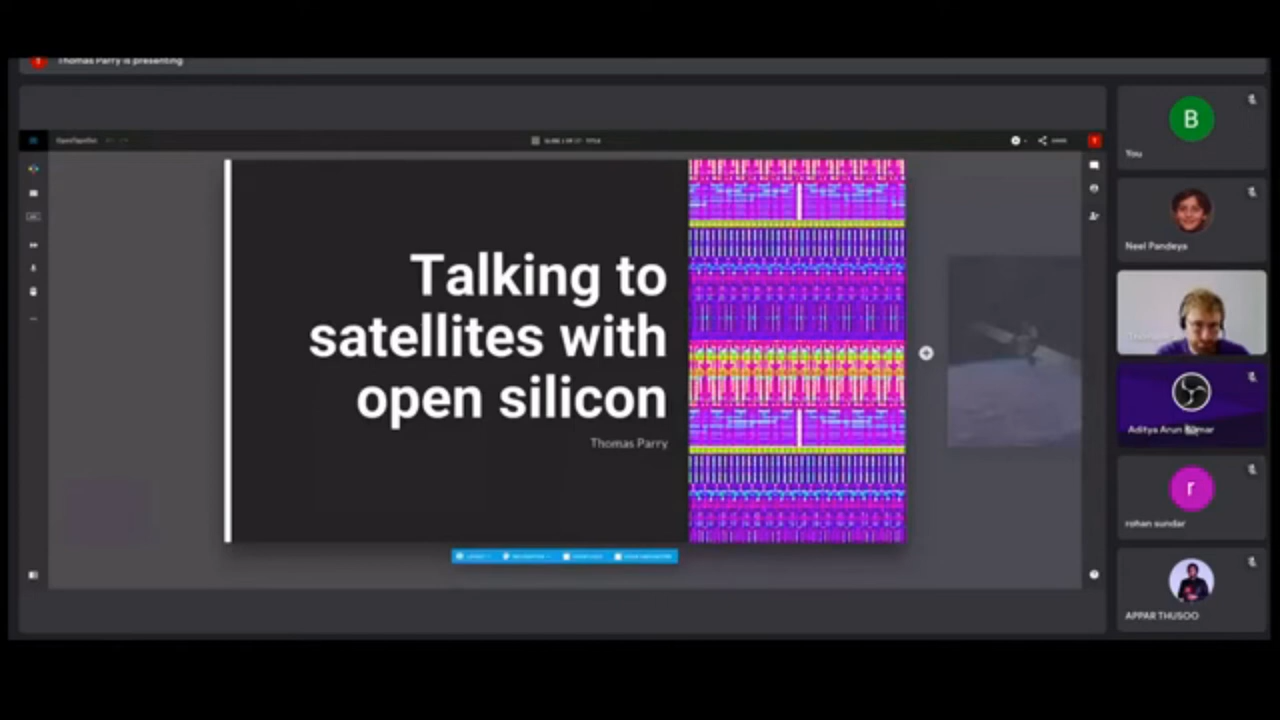 Thomas Parry is presenting
Talking to
satellites with
open silicon
Thomas Parry
B
You
Neel Pandeya
Aditya Arun Kumar
r
rohan sundar
APPAR THUSOO